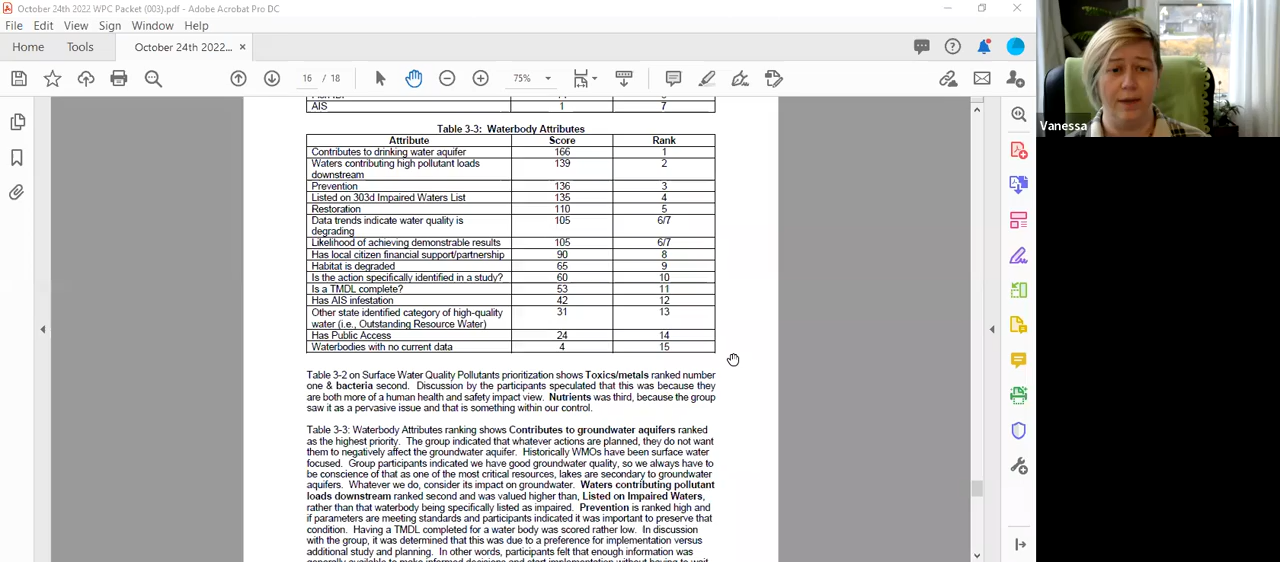 October 24th 2022 WPC Packet (003).pdf - Adobe Acrobat Pro DC
File Edit View Sign Window Help
Home Tools October 24th 2022... ×
16 / 18 75%
Vanessa
AIS 1 7
Table 3-3: Waterbody Attributes
Attribute Score Rank
Contributes to drinking water aquifer 166 1
Waters contributing high pollutant loads 139 2
downstream
Prevention 136 3
Listed on 303d Impaired Waters List 135 4
Restoration 110 5
Data trends indicate water quality is 105 6/7
degrading
Likelihood of achieving demonstrable results 105 6/7
Has local citizen financial support/partnership 90 8
Habitat is degraded 65 9
Is the action specifically identified in a study? 60 10
Is a TMDL complete? 53 11
Has AIS infestation 42 12
Other state identified category of high-quality 31 13
water (i.e., Outstanding Resource Water)
Has Public Access 24 14
Waterbodies with no current data 4 15
Table 3-2 on Surface Water Quality Pollutants prioritization shows Toxics/metals ranked number
one & bacteria second. Discussion by the participants speculated that this was because they
are both more of a human health and safety impact view. Nutrients was third, because the group
saw it as a pervasive issue and that is something within our control.
Table 3-3: Waterbody Attributes ranking shows Contributes to groundwater aquifers ranked
as the highest priority. The group indicated that whatever actions are planned, they do not want
them to negatively affect the groundwater aquifer. Historically WMOs have been surface water
focused. Group participants indicated we have good groundwater quality, so we always have to
be conscience of that as one of the most critical resources, lakes are secondary to groundwater
aquifers. Whatever we do, consider its impact on groundwater. Waters contributing pollutant
loads downstream ranked second and was valued higher than, Listed on Impaired Waters,
rather than that waterbody being specifically listed as impaired. Prevention is ranked high and
if parameters are meeting standards and participants indicated it was important to preserve that
condition. Having a TMDL completed for a water body was scored rather low. In discussion
with the group, it was determined that this was due to a preference for implementation versus
additional study and planning. In other words, participants felt that enough information was
generally available to make informed decisions and start implementation without having to wait